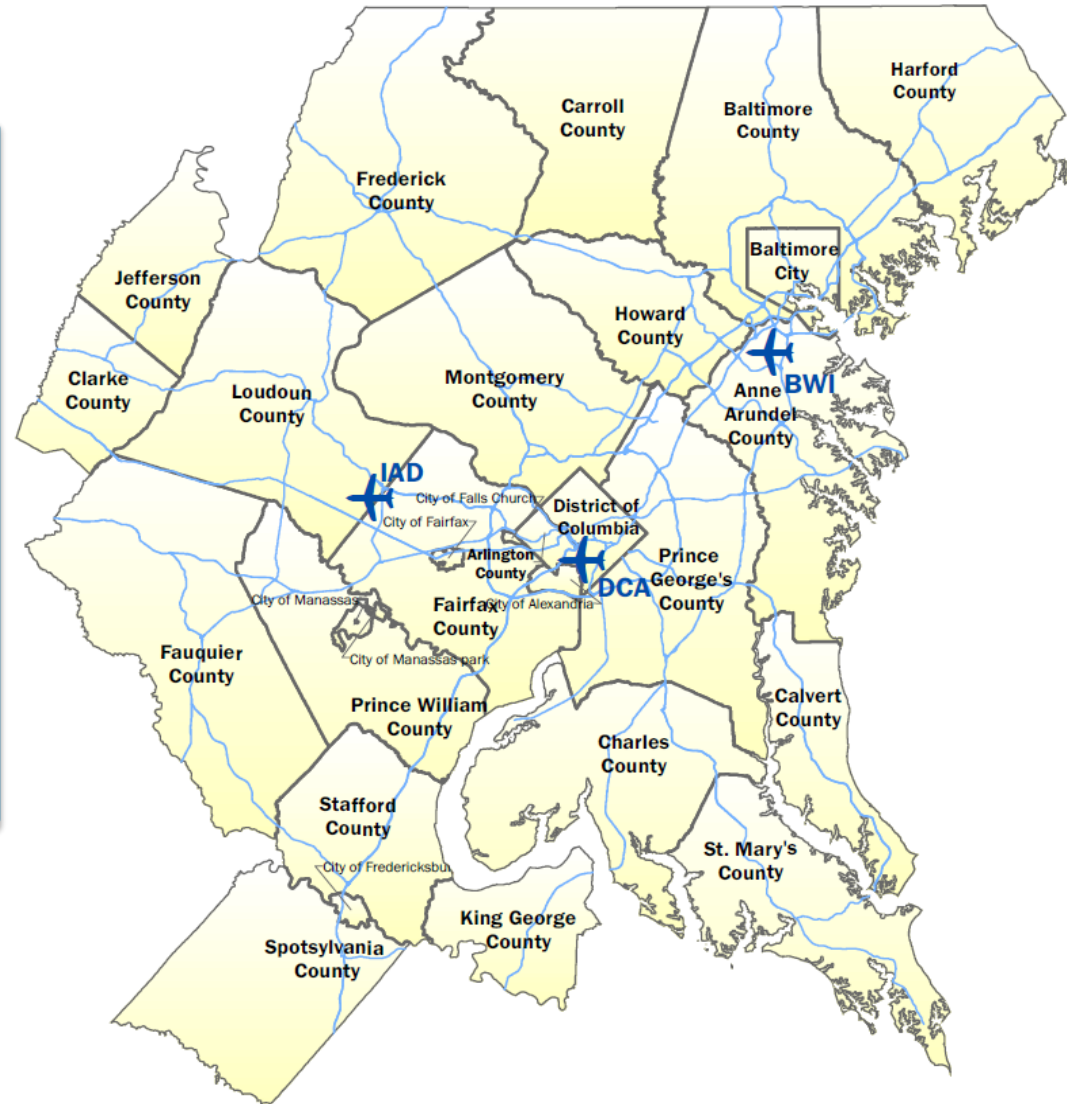 Harford
County
Carroll
County
Baltimore
County
Frederick
County
Baltimore
City
Jefferson
County
Howard
County
BWI
Clarke
County
Loudoun
County
Montgomery
County
Anne
Arundel
County
IAD
City of Falls Church
District of
Columbia
City of Fairfax
Arlington
County
Prince
George's
County
DCA
City of Manassas
Fairfax
County
City of Alexandria
Fauquier
County
City of Manassas park
Prince William
County
Calvert
County
Charles
County
Stafford
County
St. Mary's
County
City of Fredericksbur
King George
County
Spotsylvania
County